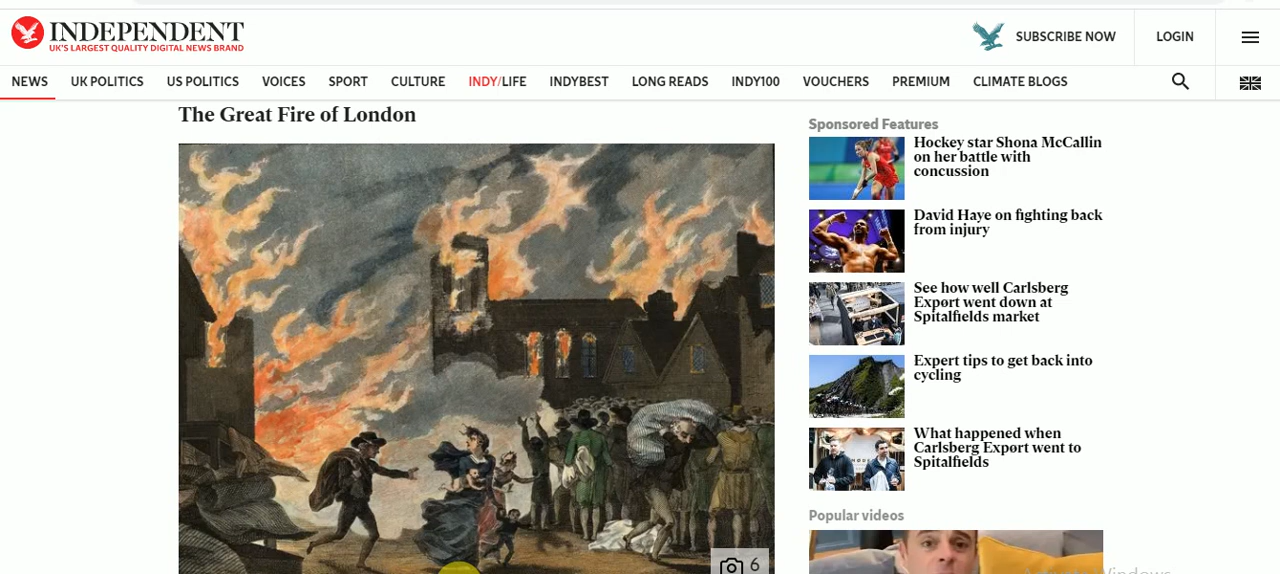 INDEPENDENT
UK'S LARGEST QUALITY DIGITAL NEWS BRAND
SUBSCRIBE NOW
LOGIN
NEWS UK POLITICS US POLITICS VOICES SPORT CULTURE INDY/LIFE INDYBEST LONG READS INDY100 VOUCHERS PREMIUM CLIMATE BLOGS
The Great Fire of London
6
Sponsored Features
Hockey star Shona McCallin
on her battle with
concussion
David Haye on fighting back
from injury
See how well Carlsberg
Expørt went down at
Spitalfields market
Expert tips to get back into
cycling
What happened when
Carlsberg Expørt went to
Spitalfields
Popular videos